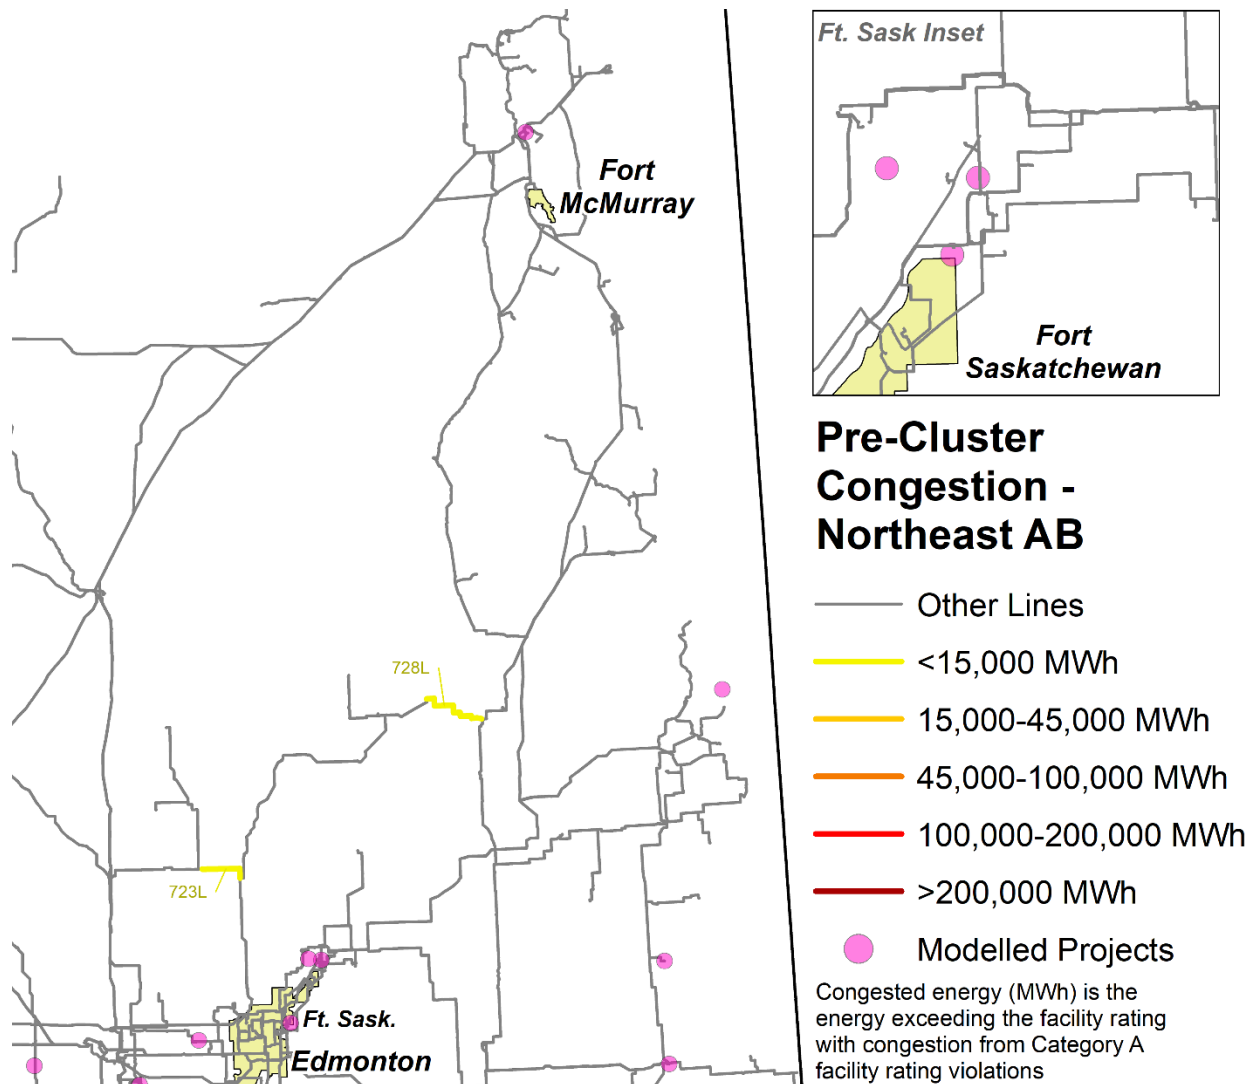 Ft. Sask Inset
Fort
McMurray
Fort
Saskatchewan
Pre-Cluster
Congestion -
Northeast AB
Other Lines
<15,000 MWh
15,000-45,000 MWh
45,000-100,000 MWh
100,000-200,000 MWh
>200,000 MWh
Modelled Projects
Congested energy (MWh) is the
energy exceeding the facility rating
with congestion from Category A
facility rating violations
728L
723L
Ft. Sask.
Edmonton